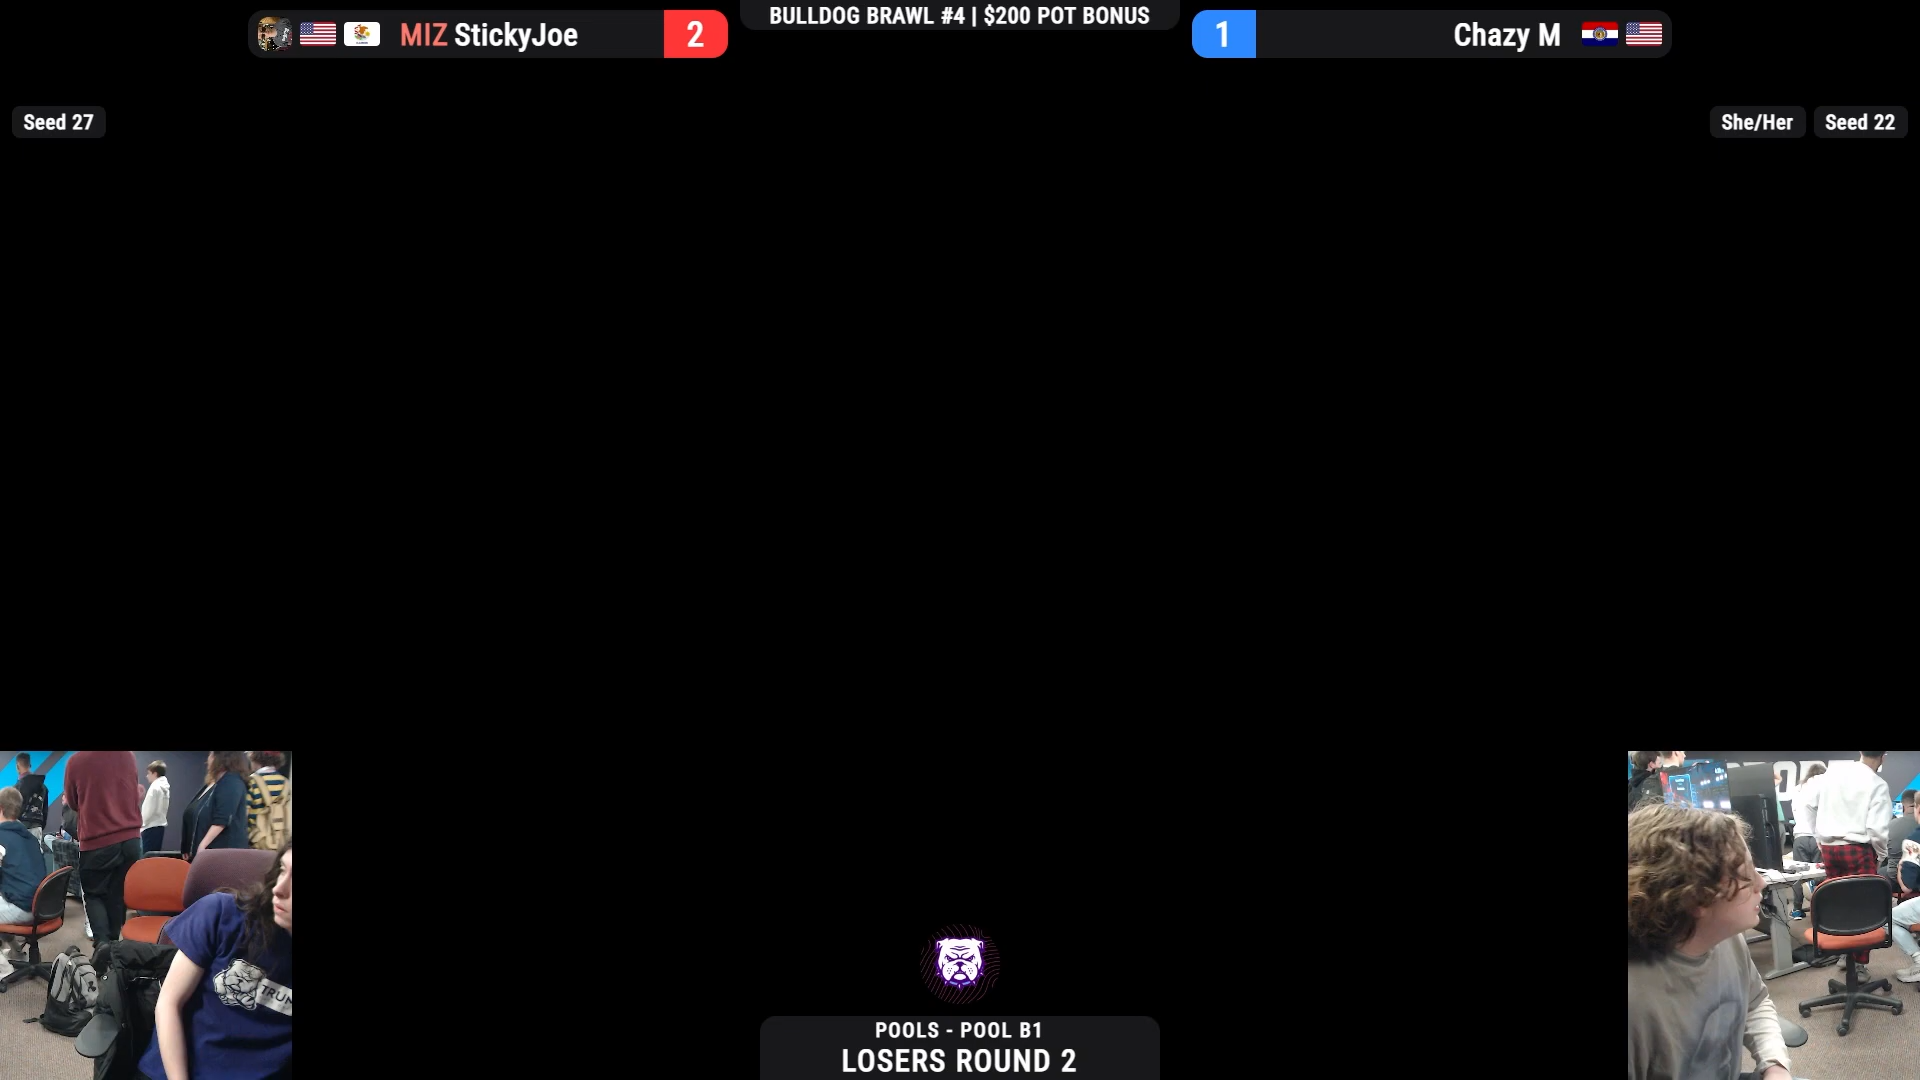 MIZ StickyJoe 2
BULLDOG BRAWL #4 | $200 POT BONUS
1 Chazy M
Seed 27
She/Her Seed 22
POOLS - POOL B1
LOSERS ROUND 2